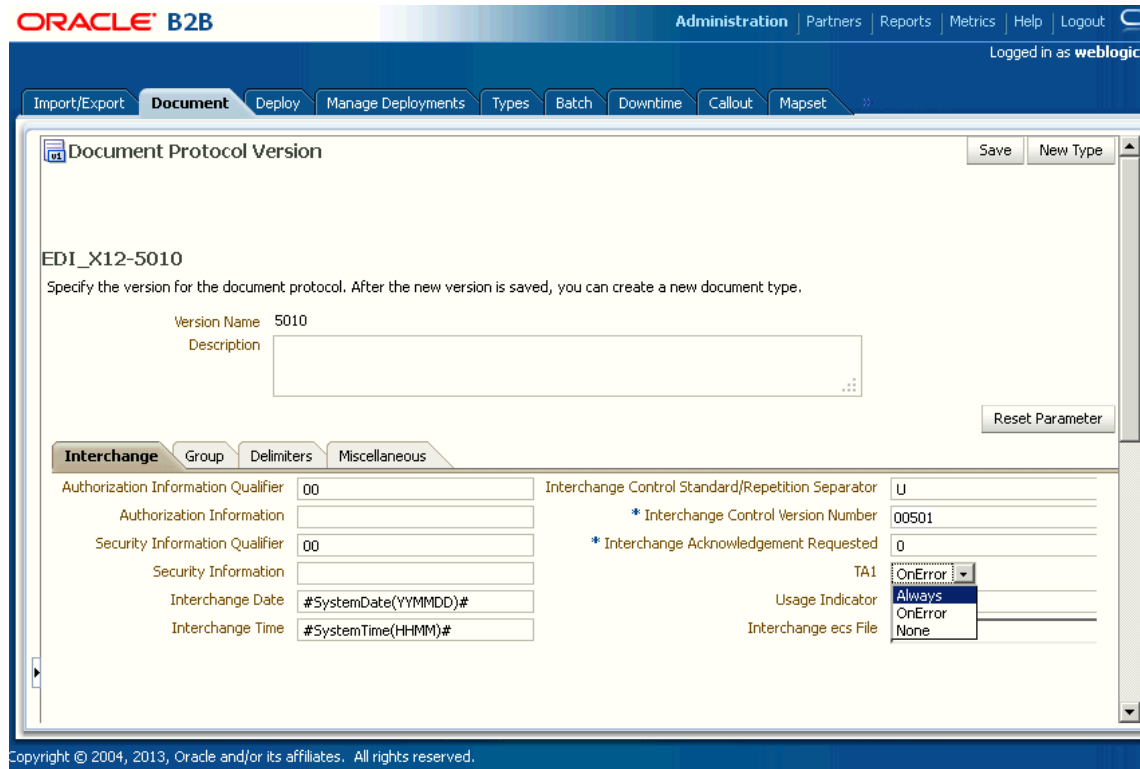 ORACLE B2B
Administration | Partners | Reports | Metrics | Help | Logout
Logged in as weblogic
Import/Export Document Deploy Manage Deployments Types Batch Downtime Callout Mapset »
Document Protocol Version
Save New Type
EDI_X12-5010
Specify the version for the document protocol. After the new version is saved, you can create a new document type.
Version Name 5010
Description
Reset Parameter
Interchange Group Delimiters Miscellaneous
Authorization Information Qualifier 00 Interchange Control Standard/Repetition Separator U
Authorization Information * Interchange Control Version Number 00501
Security Information Qualifier 00 * Interchange Acknowledgement Requested 0
Security Information TA1 OnError
Interchange Date #SystemDate(YYMMDD)# Usage Indicator Always
OnError
Interchange Time #SystemTime(HHMM)# Interchange ecs File None
Copyright © 2004, 2013, Oracle and/or its affiliates. All rights reserved.